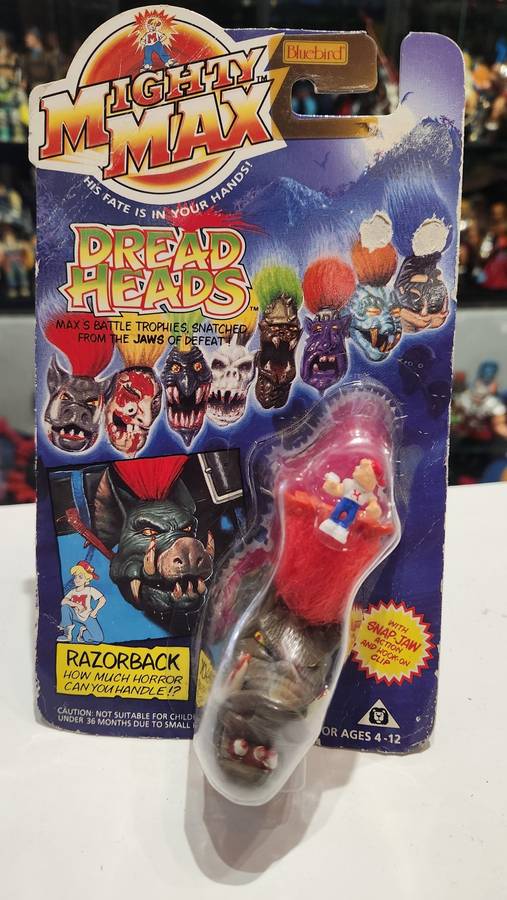 Bluebird
MIGHTY
MAX™
HIS FATE IS IN YOUR HANDS!
DREAD
HEADS™
MAX'S BATTLE TROPHIES, SNATCHED
FROM THE JAWS OF DEFEAT!
M
RAZORBACK
HOW MUCH HORROR
CAN YOU HANDLE!?
WITH
SNAP-JAW
ACTION
AND HOOK-ON
CLIP
CAUTION: NOT SUITABLE FOR CHILD
UNDER 36 MONTHS DUE TO SMALL
OR AGES 4-12